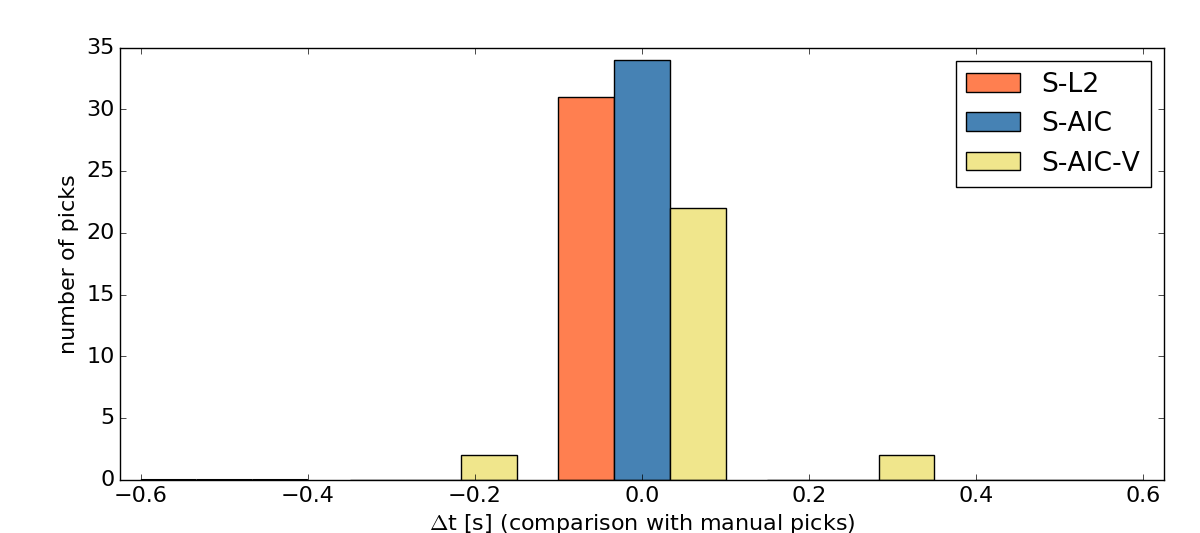 35
30
25
20
15
10
5
0
number of picks
S-L2
S-AIC
S-AIC-V
−0.6 −0.4 −0.2 0.0 0.2 0.4 0.6
Δt [s] (comparison with manual picks)